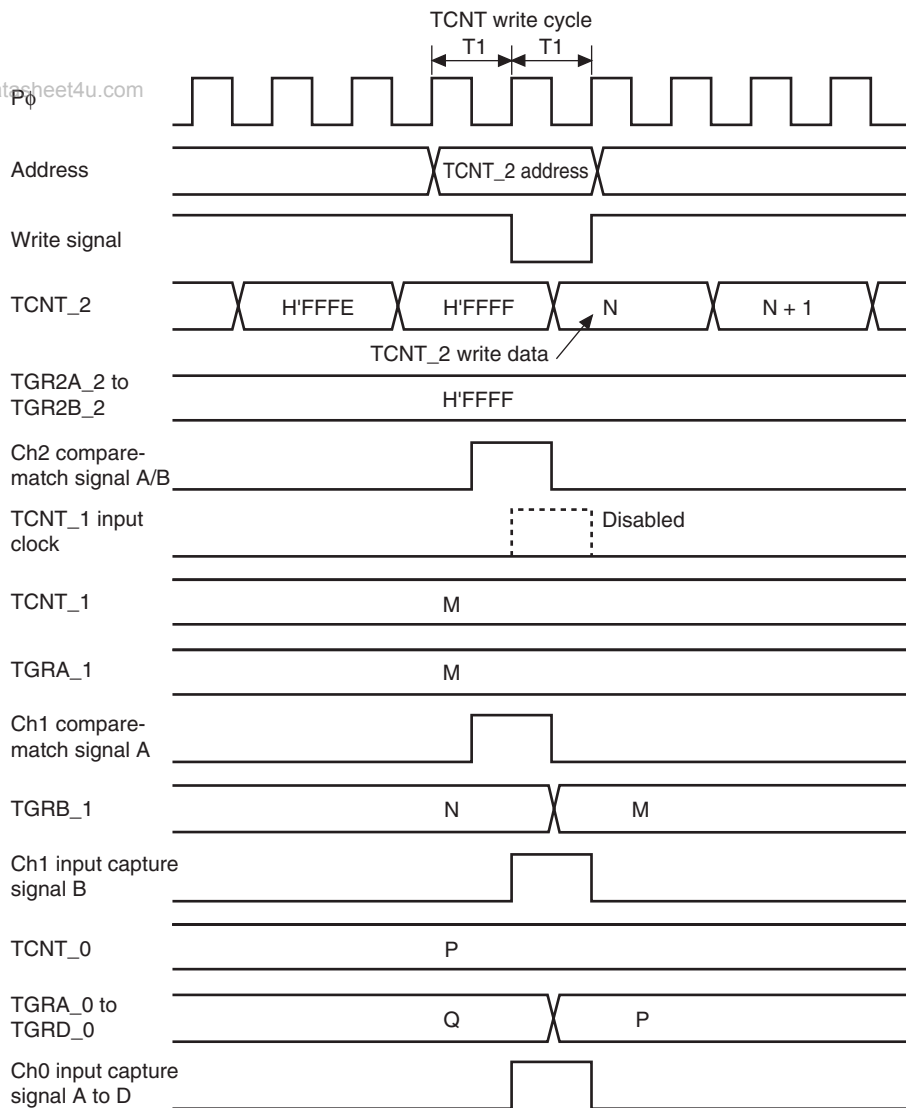 TCNT write cycle
T1 T1
tasheet4u.com
Pϕ
Address
TCNT_2 address
Write signal
TCNT_2
H'FFFE
H'FFFF
N
N + 1
TCNT_2 write data
TGR2A_2 to
TGR2B_2
H'FFFF
Ch2 compare-
match signal A/B
TCNT_1 input
clock
Disabled
TCNT_1
M
TGRA_1
M
Ch1 compare-
match signal A
TGRB_1
N
M
Ch1 input capture
signal B
TCNT_0
P
TGRA_0 to
TGRD_0
Q
P
Ch0 input capture
signal A to D